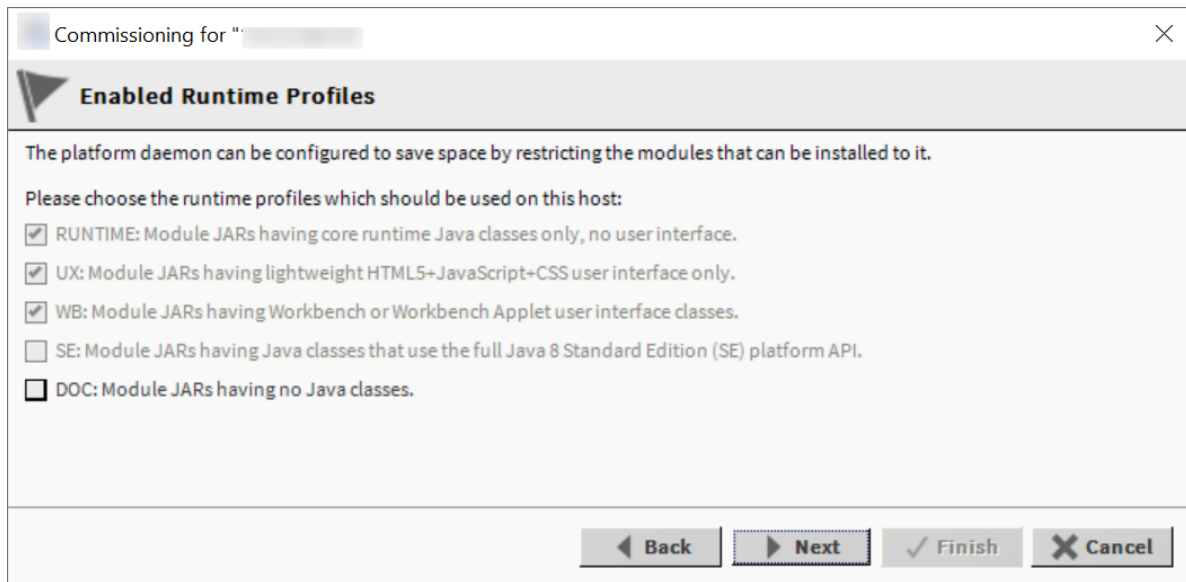 Commissioning for "
Enabled Runtime Profiles
The platform daemon can be configured to save space by restricting the modules that can be installed to it.
Please choose the runtime profiles which should be used on this host:
RUNTIME: Module JARs having core runtime Java classes only, no user interface.
UX: Module JARs having lightweight HTML5+JavaScript+CSS user interface only.
WB: Module JARs having Workbench or Workbench Applet user interface classes.
SE: Module JARs having Java classes that use the full Java 8 Standard Edition (SE) platform API.
DOC: Module JARs having no Java classes.
Back Next Finish Cancel